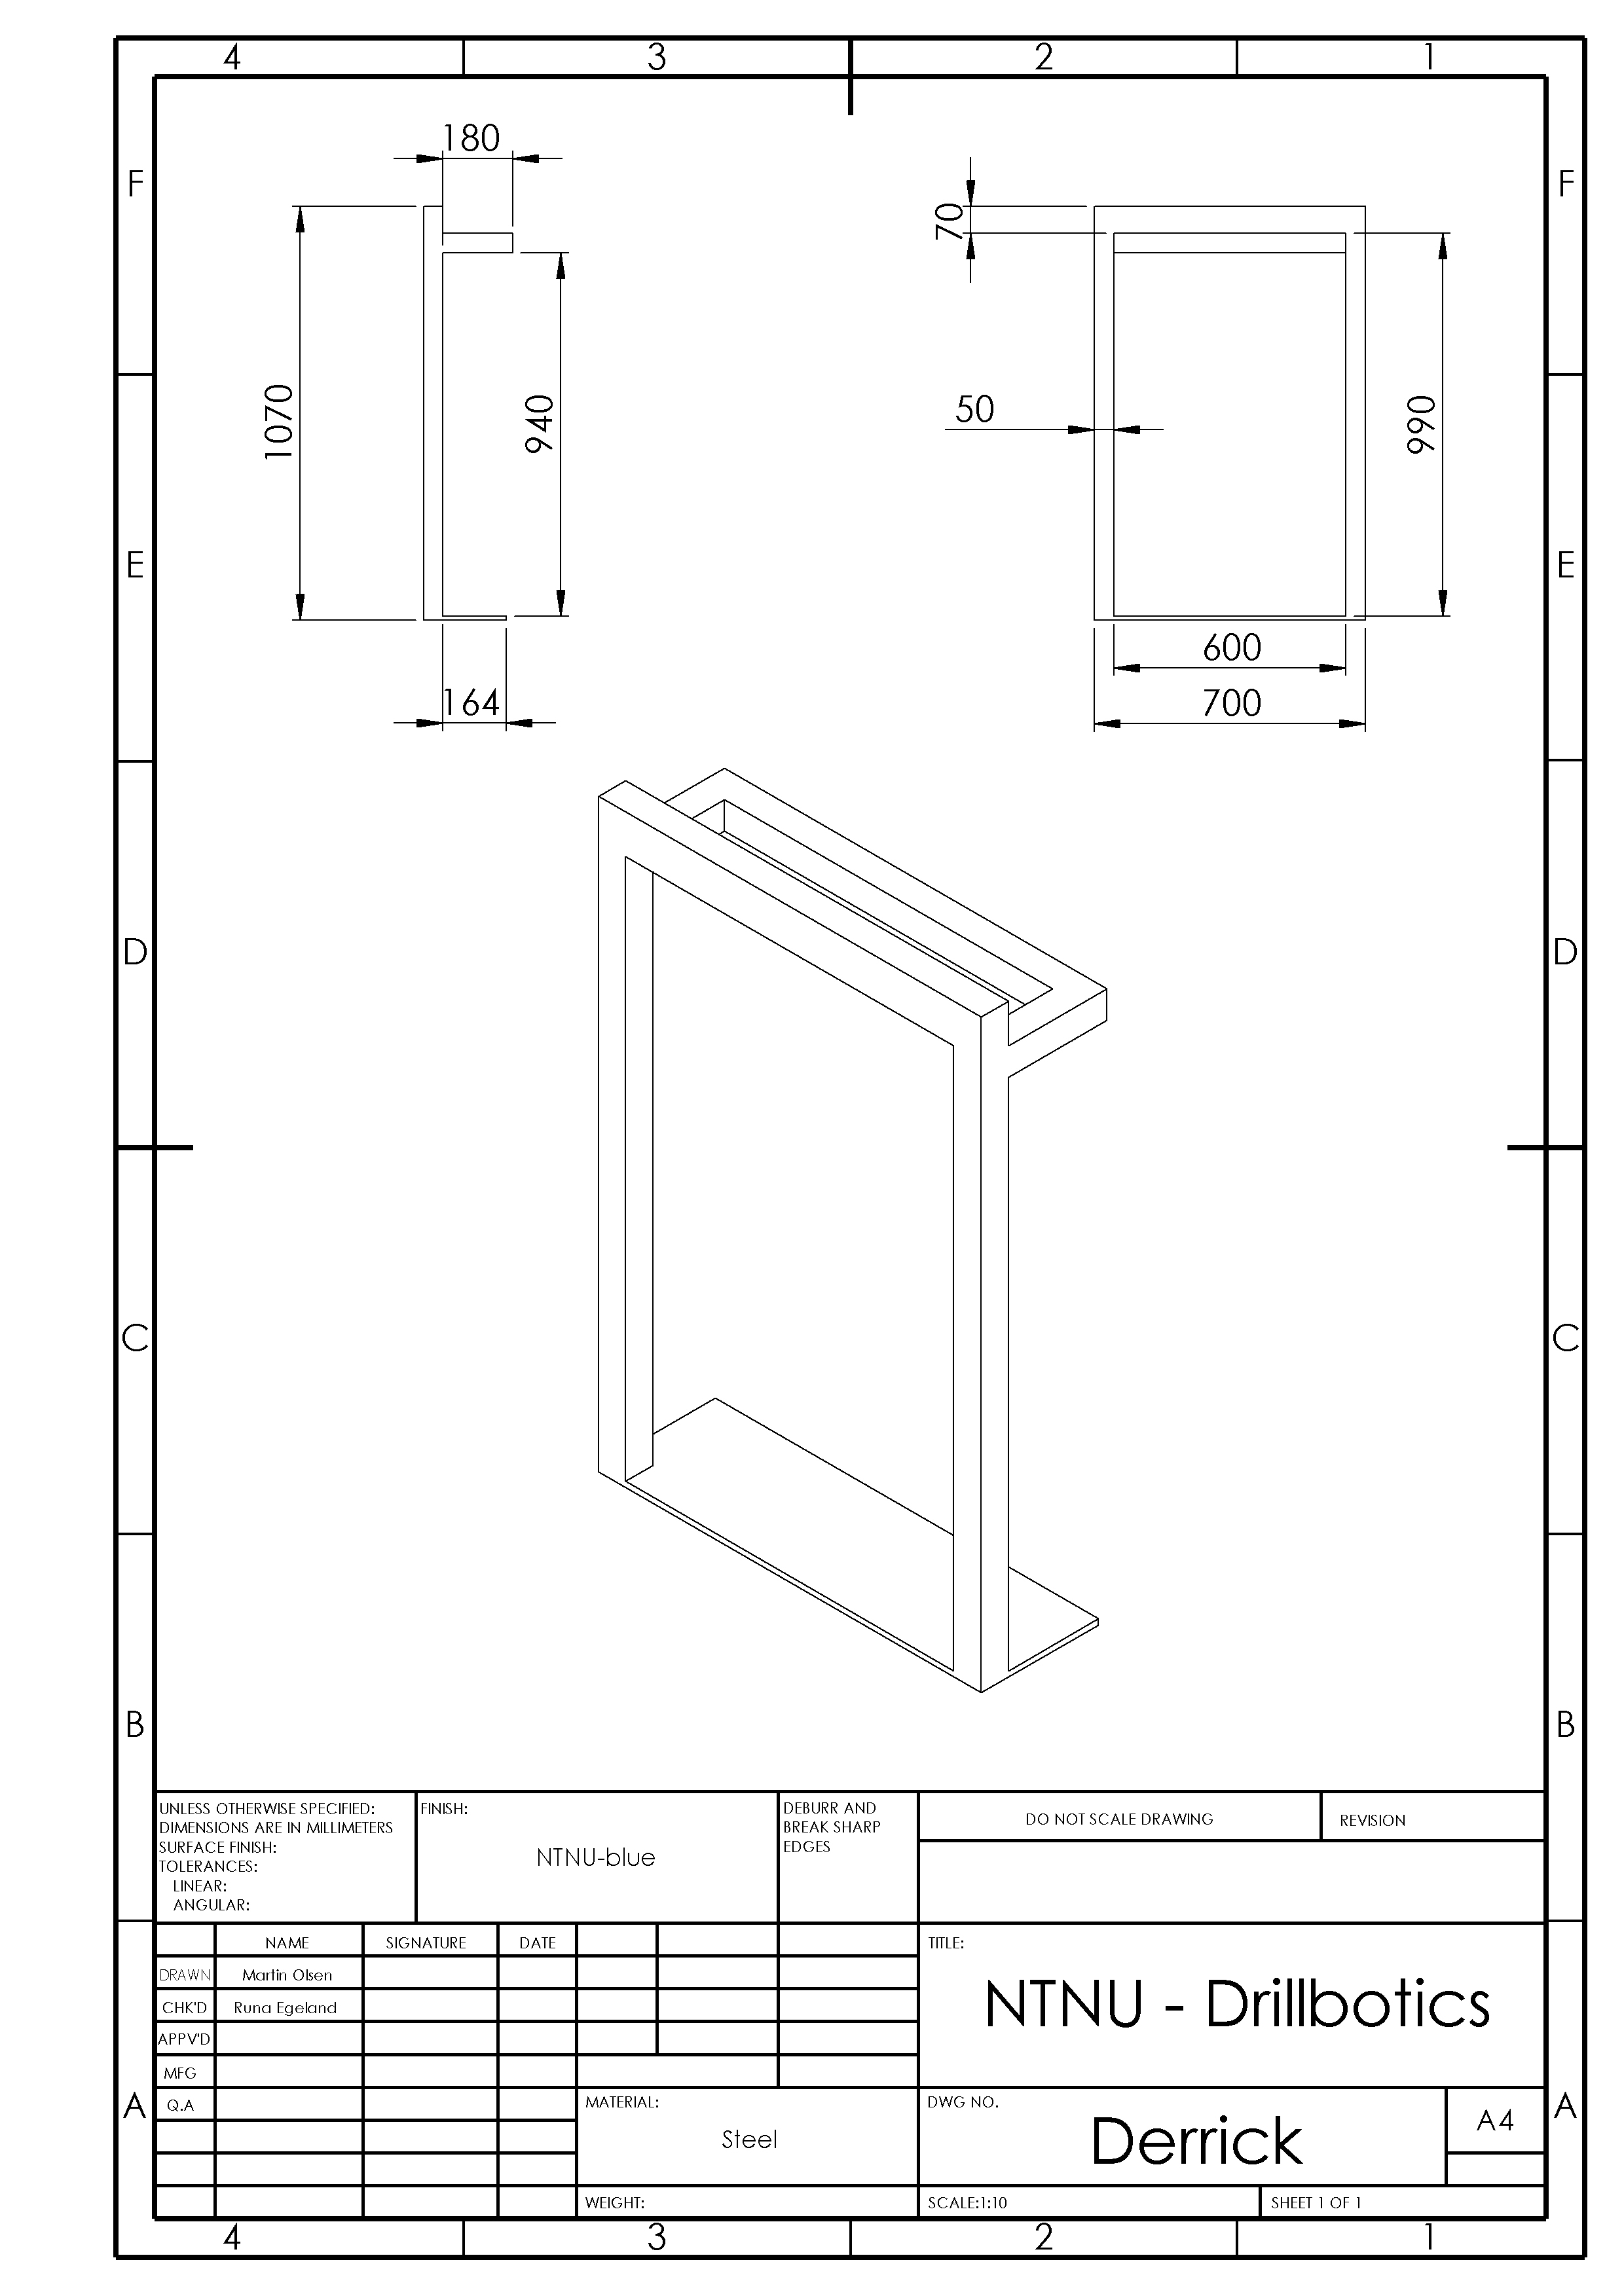 4 3 2 1
F F
180
70
1070
940
50
990
E E
600
700
164
D D
C C
B B
UNLESS OTHERWISE SPECIFIED:
DIMENSIONS ARE IN MILLIMETERS
SURFACE FINISH:
TOLERANCES:
LINEAR:
ANGULAR:
FINISH:
NTNU-blue
DEBURR AND
BREAK SHARP
EDGES
DO NOT SCALE DRAWING
REVISION
NAME SIGNATURE DATE
DRAWN Martin Olsen
CHK'D Runa Egeland
APPV'D
MFG
Q.A
TITLE:
NTNU - Drillbotics
MATERIAL:
Steel
DWG NO.
Derrick
A4
A A
WEIGHT:
SCALE:1:10
SHEET 1 OF 1
4 3 2 1